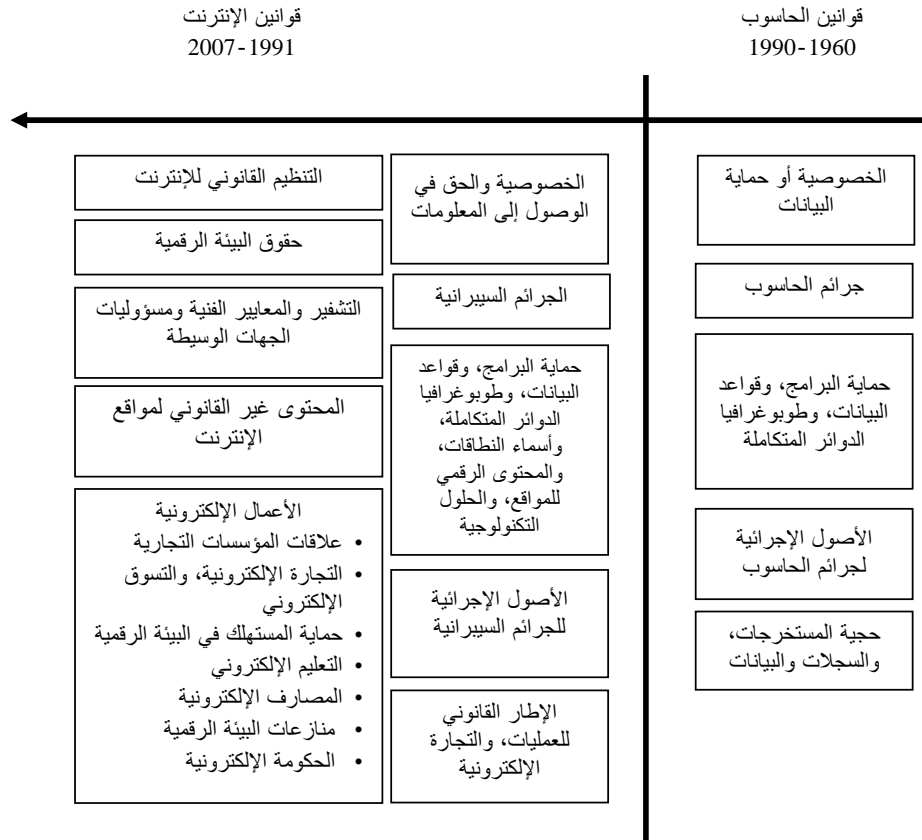 قوانين الحاسوب
1990-1960
قوانين الإنترنت
2007-1991
الخصوصية أو حماية
البيانات
جرائم الحاسوب
حماية البرامج، وقواعد
البيانات، وطوبوغرافيا
الدوائر المتكاملة
الأصول الإجرائية
لجرائم الحاسوب
حجية المستخرجات،
والسجلات والبيانات
الخصوصية والحق في
الوصول إلى المعلومات
الجرائم السيبرانية
حماية البرامج، وقواعد
البيانات، وطوبوغرافيا
الدوائر المتكاملة،
وأسماء النطاقات،
والمحتوى الرقمي
للمواقع، والحلول
التكنولوجية
الأصول الإجرائية
للجرائم السيبرانية
الإطار القانوني
للعمليات، والتجارة
الإلكترونية
التنظيم القانوني للإنترنت
حقوق البيئة الرقمية
التشفير والمعايير الفنية ومسؤوليات
الجهات الوسيطة
المحتوى غير القانوني لمواقع
الإنترنت
الأعمال الإلكترونية
• علاقات المؤسسات التجارية
• التجارة الإلكترونية، والتسوق
الإلكتروني
• حماية المستهلك في البيئة الرقمية
• التعليم الإلكتروني
• المصارف الإلكترونية
• منازعات البيئة الرقمية
• الحكومة الإلكترونية